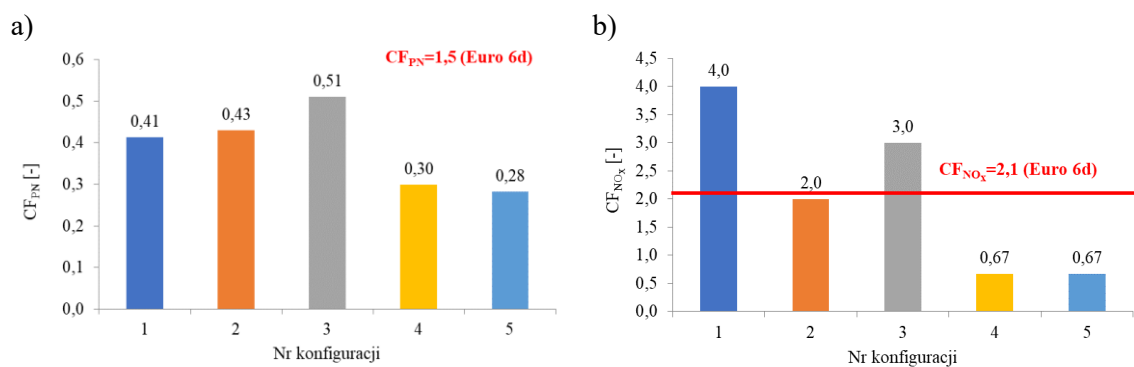 a)
CF_PN=1,5 (Euro 6d)
CF_PN [-]
0,6
0,5
0,4
0,3
0,2
0,1
0,0
0,41
0,43
0,51
0,30
0,28
1 2 3 4 5
Nr konfiguracji
b)
CF_NOx=2,1 (Euro 6d)
CF_NOx [-]
4,5
4,0
3,5
3,0
2,5
2,0
1,5
1,0
0,5
0,0
4,0
2,0
3,0
0,67
0,67
1 2 3 4 5
Nr konfiguracji